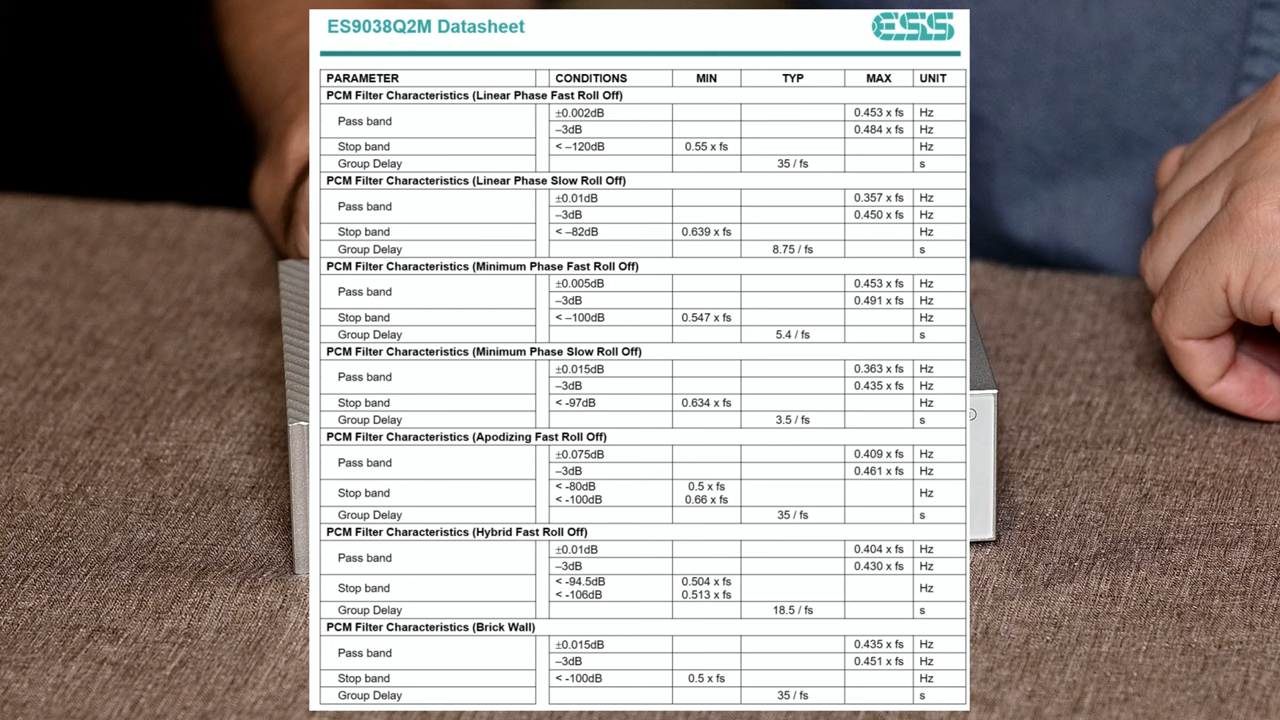 ES9038Q2M Datasheet
ESS
PARAMETER CONDITIONS MIN TYP MAX UNIT
PCM Filter Characteristics (Linear Phase Fast Roll Off)
Pass band ±0.002dB 0.453 x fs Hz
–3dB 0.484 x fs Hz
Stop band < –120dB 0.55 x fs Hz
Group Delay 35 / fs s
PCM Filter Characteristics (Linear Phase Slow Roll Off)
Pass band ±0.01dB 0.357 x fs Hz
–3dB 0.450 x fs Hz
Stop band < –82dB 0.639 x fs Hz
Group Delay 8.75 / fs s
PCM Filter Characteristics (Minimum Phase Fast Roll Off)
Pass band ±0.005dB 0.453 x fs Hz
–3dB 0.491 x fs Hz
Stop band < –100dB 0.547 x fs Hz
Group Delay 5.4 / fs s
PCM Filter Characteristics (Minimum Phase Slow Roll Off)
Pass band ±0.015dB 0.363 x fs Hz
–3dB 0.435 x fs Hz
Stop band < -97dB 0.634 x fs Hz
Group Delay 3.5 / fs s
PCM Filter Characteristics (Apodizing Fast Roll Off)
Pass band ±0.075dB 0.409 x fs Hz
–3dB 0.461 x fs Hz
Stop band < -80dB 0.5 x fs Hz
< -100dB 0.66 x fs
Group Delay 35 / fs s
PCM Filter Characteristics (Hybrid Fast Roll Off)
Pass band ±0.01dB 0.404 x fs Hz
–3dB 0.430 x fs Hz
Stop band < -94.5dB 0.504 x fs Hz
< -106dB 0.513 x fs
Group Delay 18.5 / fs s
PCM Filter Characteristics (Brick Wall)
Pass band ±0.015dB 0.435 x fs Hz
–3dB 0.451 x fs Hz
Stop band < -100dB 0.5 x fs Hz
Group Delay 35 / fs s